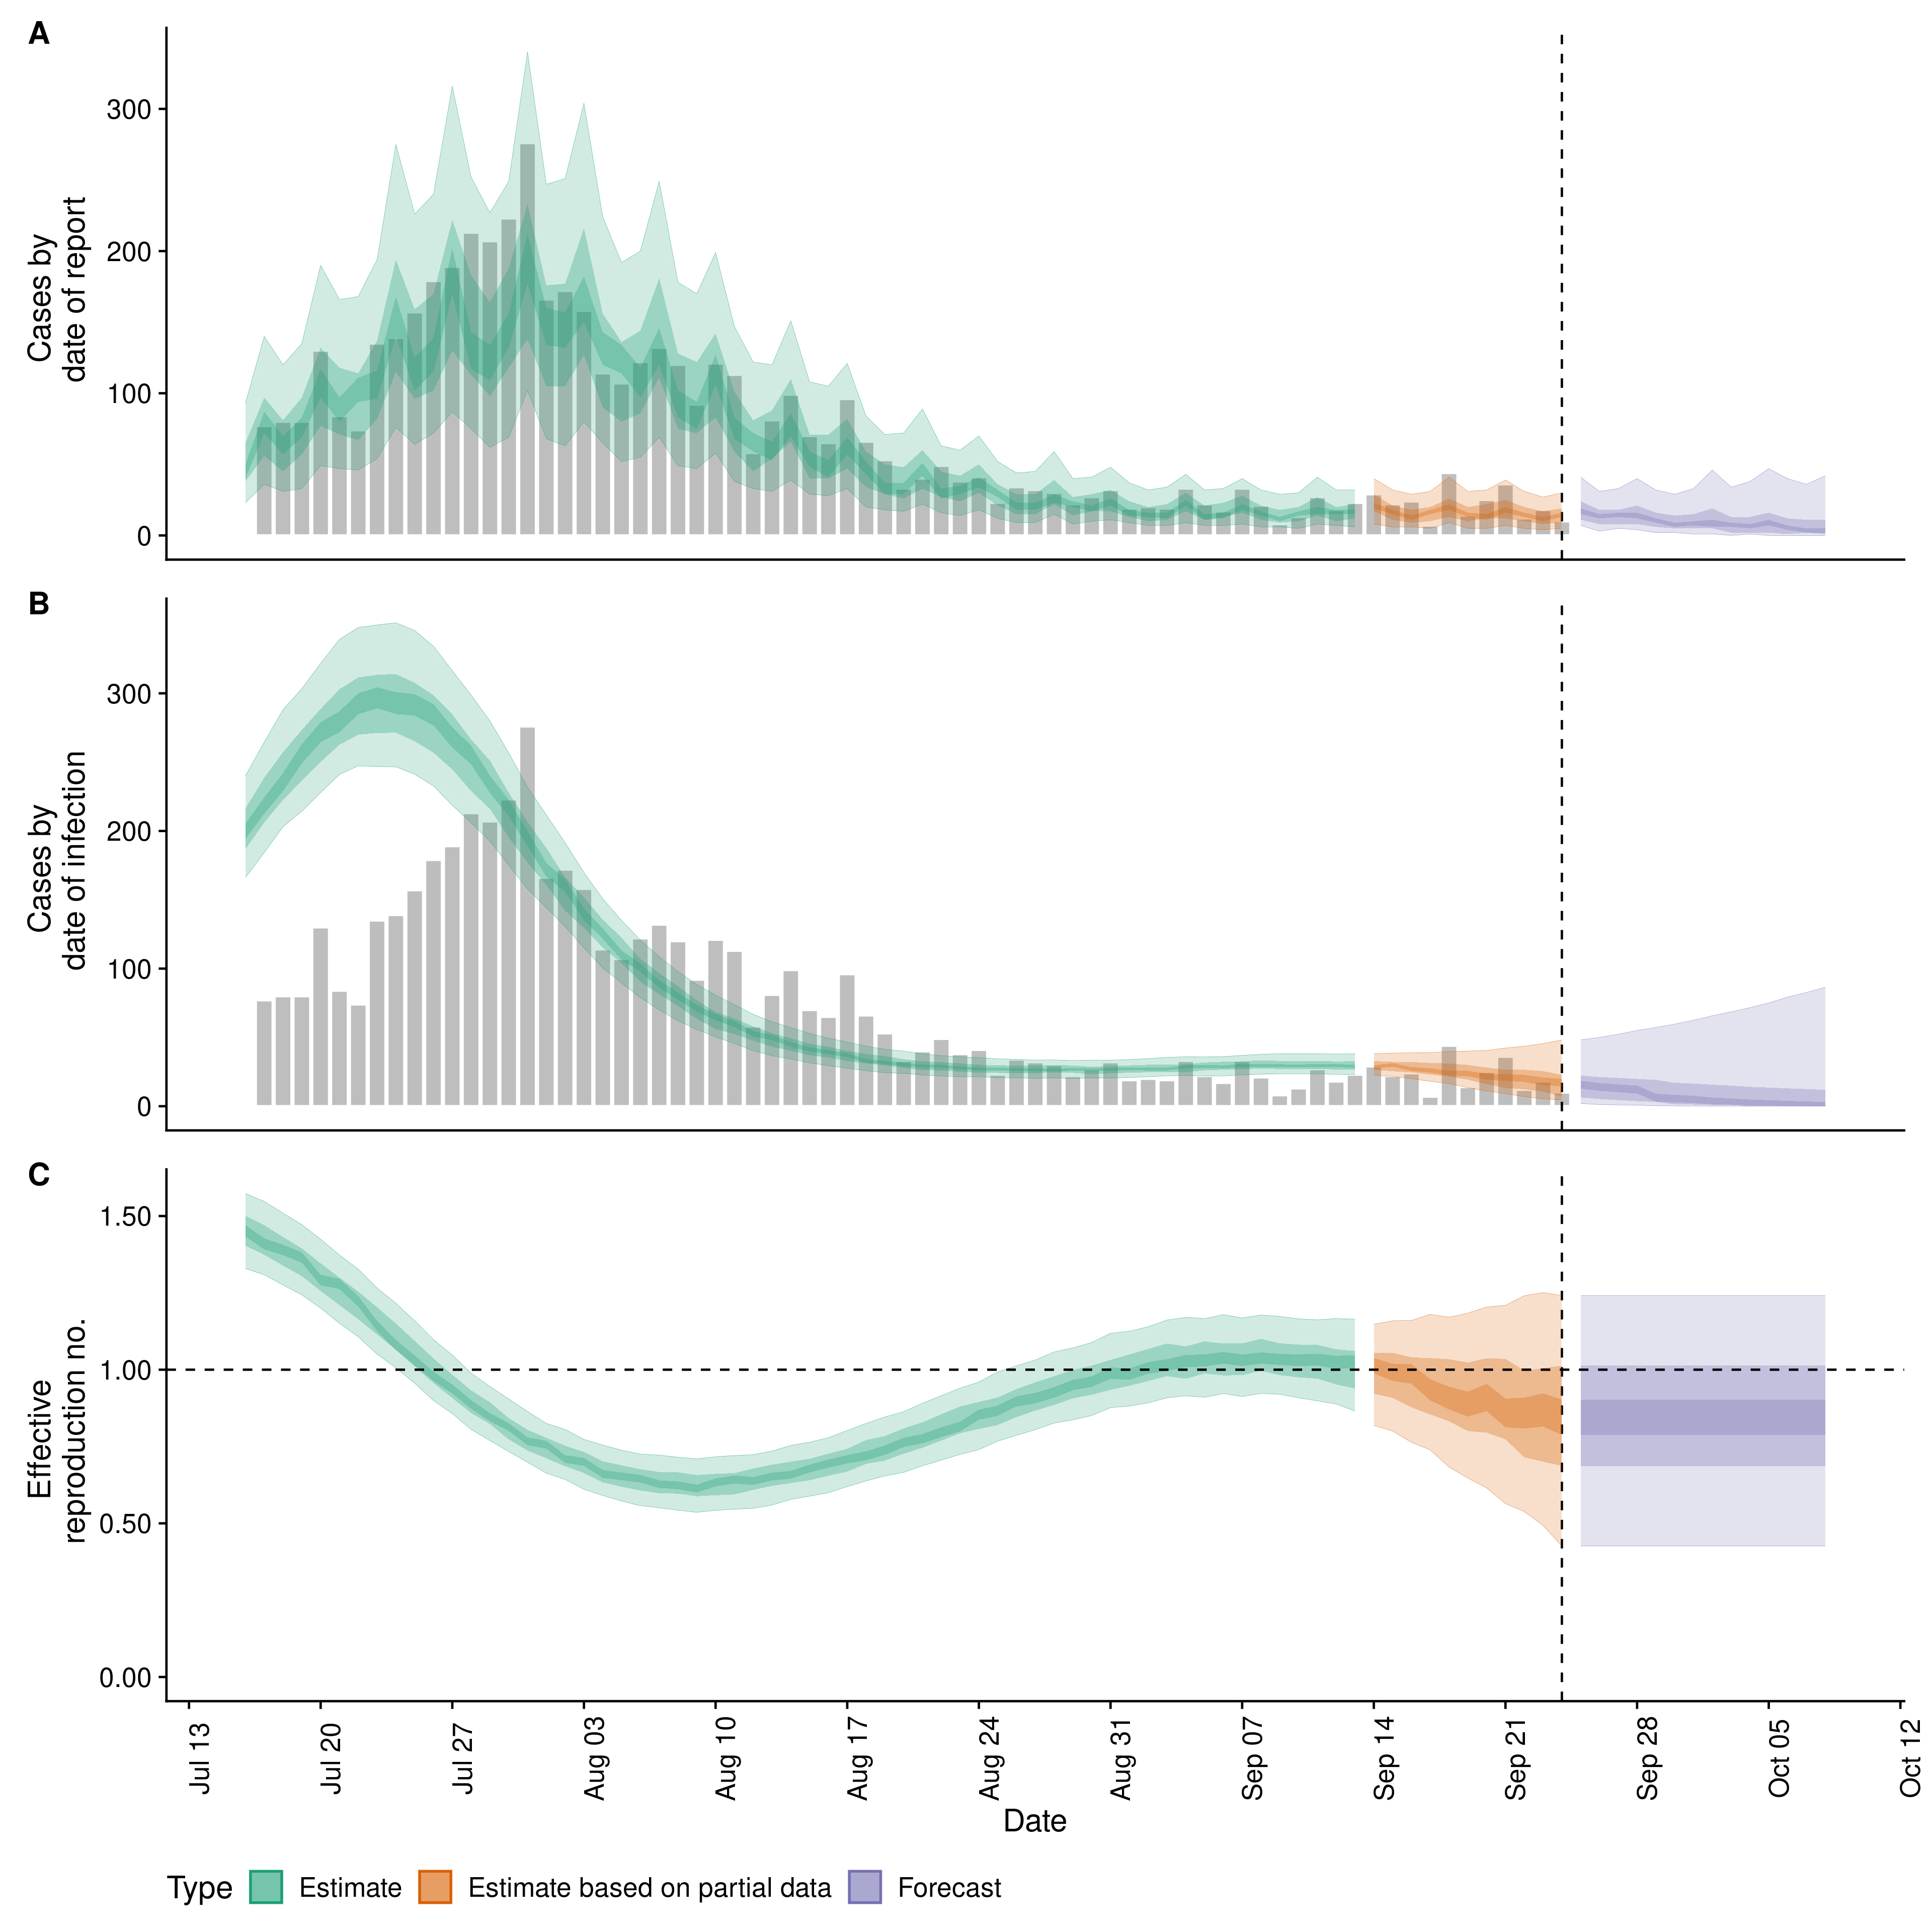 A
Cases by
date of report
300
200
100
0
B
Cases by
date of infection
300
200
100
0
C
Effective
reproduction no.
1.50
1.00
0.50
0.00
Jul 13
Jul 20
Jul 27
Aug 03
Aug 10
Aug 17
Aug 24
Aug 31
Sep 07
Sep 14
Sep 21
Sep 28
Oct 05
Oct 12
Date
Type Estimate Estimate based on partial data Forecast